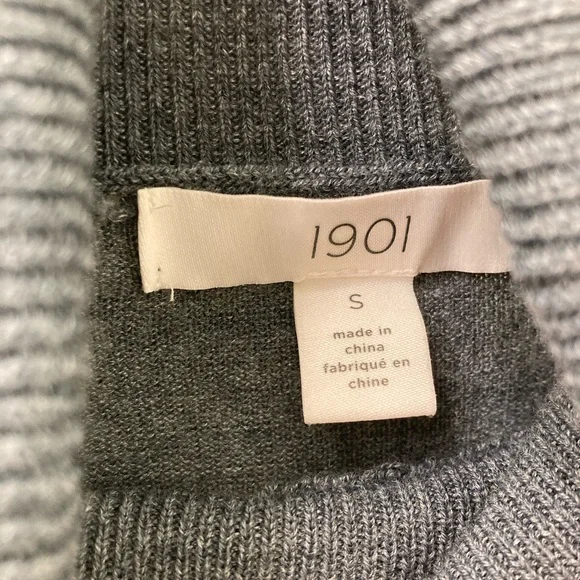 1901
S
made in
china
fabriqué en
chine